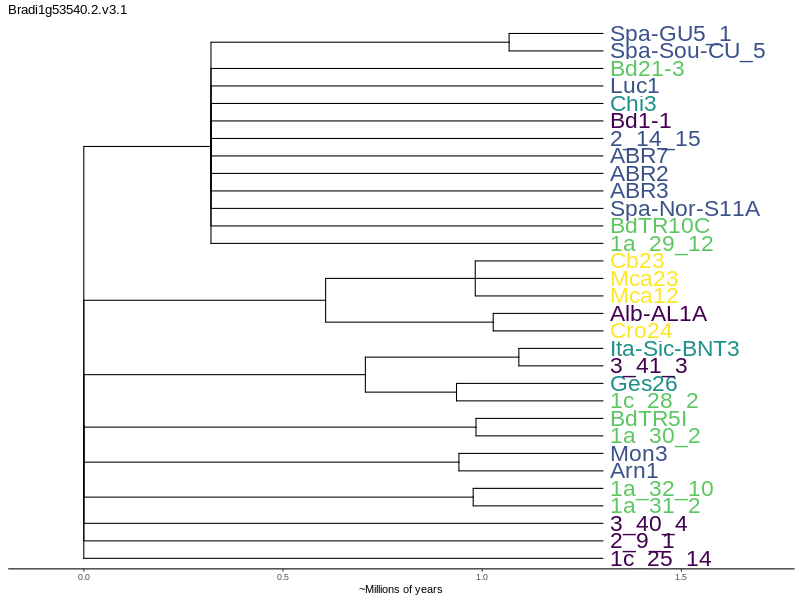 Bradi1g53540.2.v3.1
Spa-GU5_1
Spa-Sou-CU_5
Bd21-3
Luc1
Chi3
Bd1-1
2_14_15
ABR7
ABR2
ABR3
Spa-Nor-S11A
BdTR10C
1a_29_12
Cb23
Mca23
Mca12
Alb-AL1A
Cro24
Ita-Sic-BNT3
3_41_3
Ges26
1c_28_2
BdTR5I
1a_30_2
Mon3
Arn1
1a_32_10
1a_31_2
3_40_4
2_9_1
1c_25_14
0.0 0.5 1.0 1.5
~Millions of years